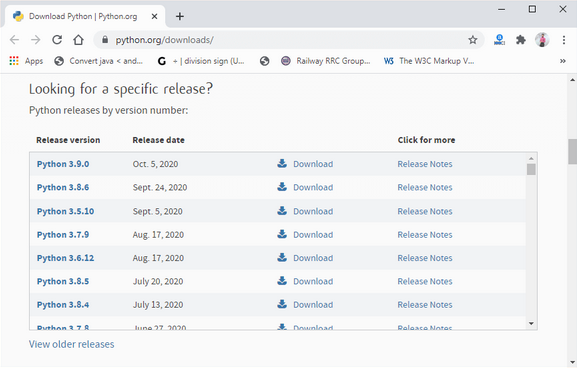 Download Python | Python.org
python.org/downloads/
Apps Convert java < and... + | division sign (U... Railway RRC Group... The W3C Markup V...
Looking for a specific release?
Python releases by version number:
Release version Release date Click for more
Python 3.9.0 Oct. 5, 2020 Download Release Notes
Python 3.8.6 Sept. 24, 2020 Download Release Notes
Python 3.5.10 Sept. 5, 2020 Download Release Notes
Python 3.7.9 Aug. 17, 2020 Download Release Notes
Python 3.6.12 Aug. 17, 2020 Download Release Notes
Python 3.8.5 July 20, 2020 Download Release Notes
Python 3.8.4 July 13, 2020 Download Release Notes
Python 3.7.8 June 27, 2020 Download Release Notes
View older releases